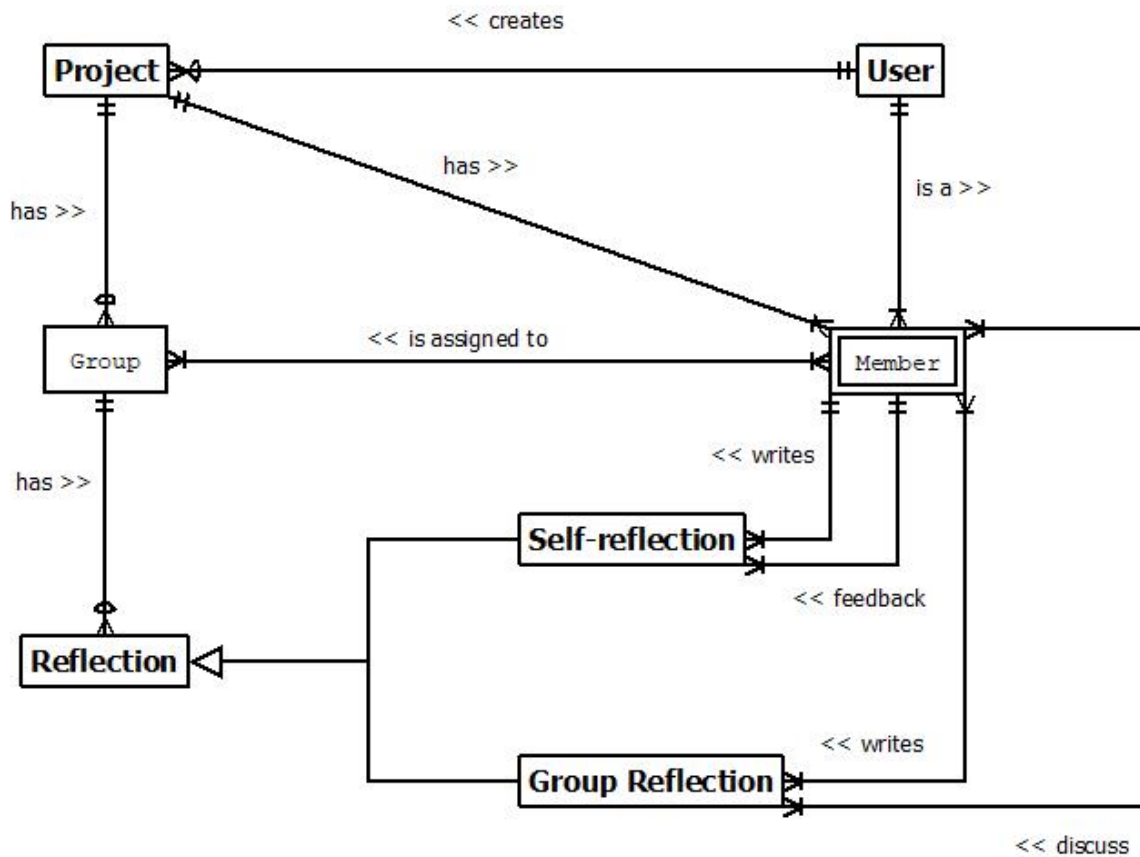 << creates
Project
User
has >>
is a >>
has >>
<< is assigned to
Group
Member
<< writes
has >>
Self-reflection
<< feedback
Reflection
<< writes
Group Reflection
<< discuss